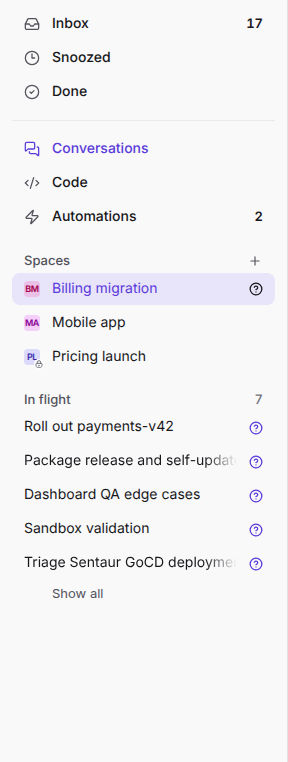 Inbox 17
Snoozed
Done
Conversations
Code
Automations 2
Spaces +
BM Billing migration
MA Mobile app
PL Pricing launch
In flight 7
Roll out payments-v42
Package release and self-updat
Dashboard QA edge cases
Sandbox validation
Triage Sentaur GoCD deployme
Show all